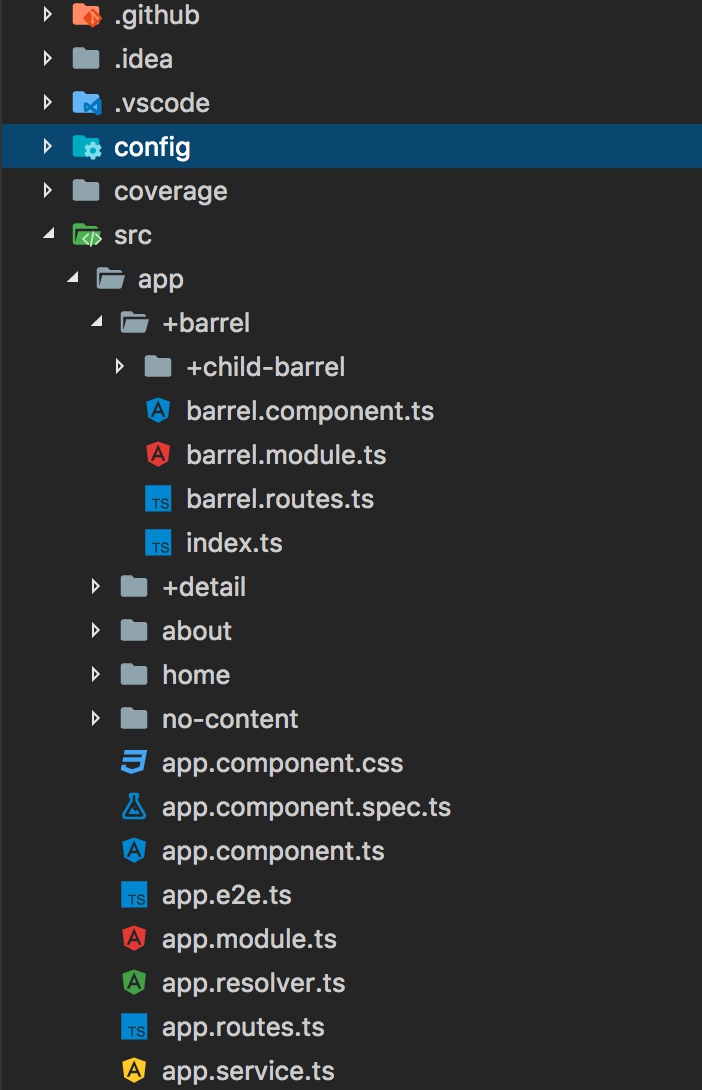 .github
.idea
.vscode
config
coverage
src
app
+barrel
+child-barrel
barrel.component.ts
barrel.module.ts
TS barrel.routes.ts
TS index.ts
+detail
about
home
no-content
app.component.css
app.component.spec.ts
app.component.ts
TS app.e2e.ts
app.module.ts
app.resolver.ts
TS app.routes.ts
app.service.ts